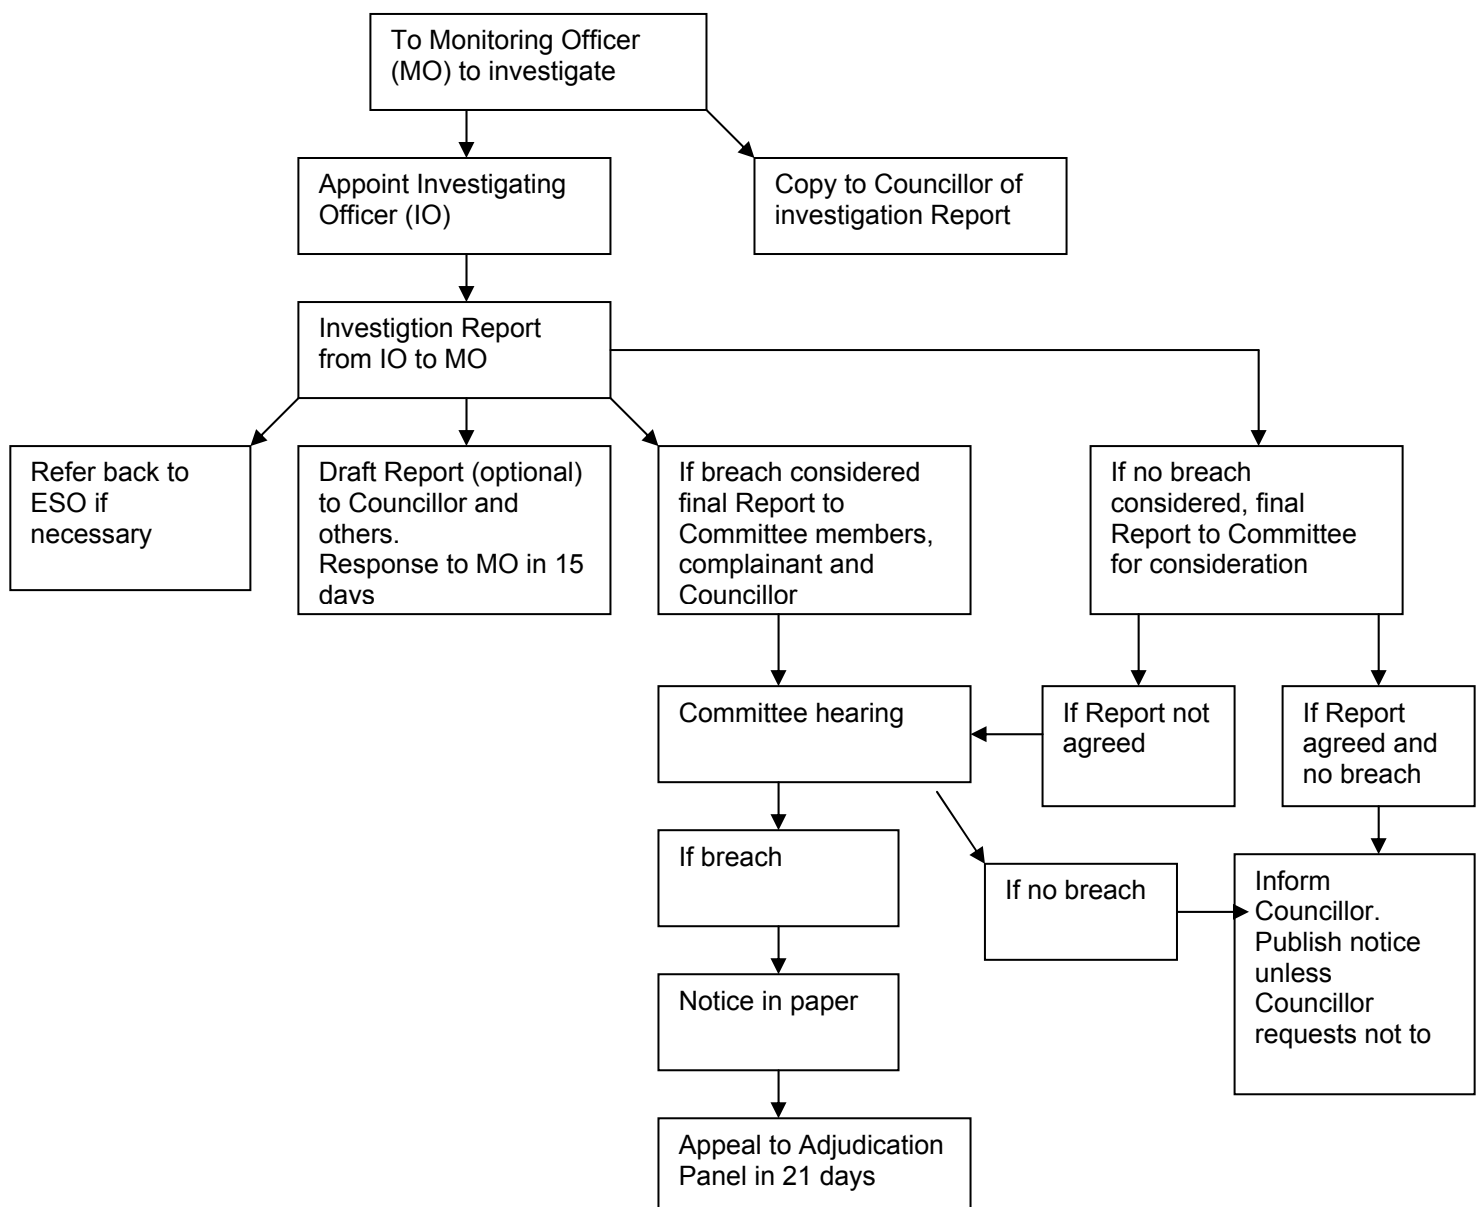 To Monitoring Officer
(MO) to investigate
Appoint Investigating
Officer (IO)
Copy to Councillor of
investigation Report
Investigtion Report
from IO to MO
Refer back to
ESO if
necessary
Draft Report (optional)
to Councillor and
others.
Response to MO in 15
days
If breach considered
final Report to
Committee members,
complainant and
Councillor
If no breach
considered, final
Report to Committee
for consideration
Committee hearing
If Report not
agreed
If Report
agreed and
no breach
If breach
If no breach
Inform
Councillor.
Publish notice
unless
Councillor
requests not to
Notice in paper
Appeal to Adjudication
Panel in 21 days